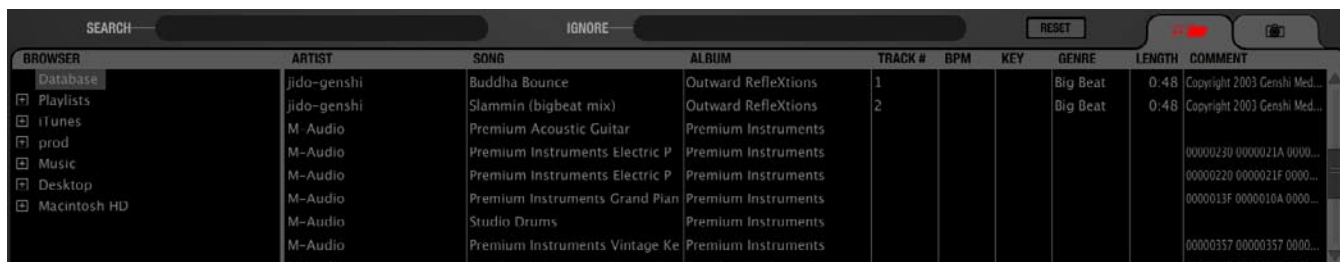 SEARCH IGNORE RESET
BROWSER ARTIST SONG ALBUM TRACK # BPM KEY GENRE LENGTH COMMENT
Database jido-genshi Buddha Bounce Outward RefleXtions 1 Big Beat 0:48 Copyright 2003 Genshi Med...
Playlists jido-genshi Slammin (bigbeat mix) Outward RefleXtions 2 Big Beat 0:48 Copyright 2003 Genshi Med...
iTunes M-Audio Premium Acoustic Guitar Premium Instruments
prod M-Audio Premium Instruments Electric P Premium Instruments 00000230 0000021A 0000...
Music M-Audio Premium Instruments Electric P Premium Instruments 00000220 0000021F 0000...
Desktop M-Audio Premium Instruments Grand Pian Premium Instruments 0000013F 0000010A 0000...
Macintosh HD M-Audio Studio Drums Premium Instruments
M-Audio Premium Instruments Vintage Ke Premium Instruments 00000357 00000357 0000...